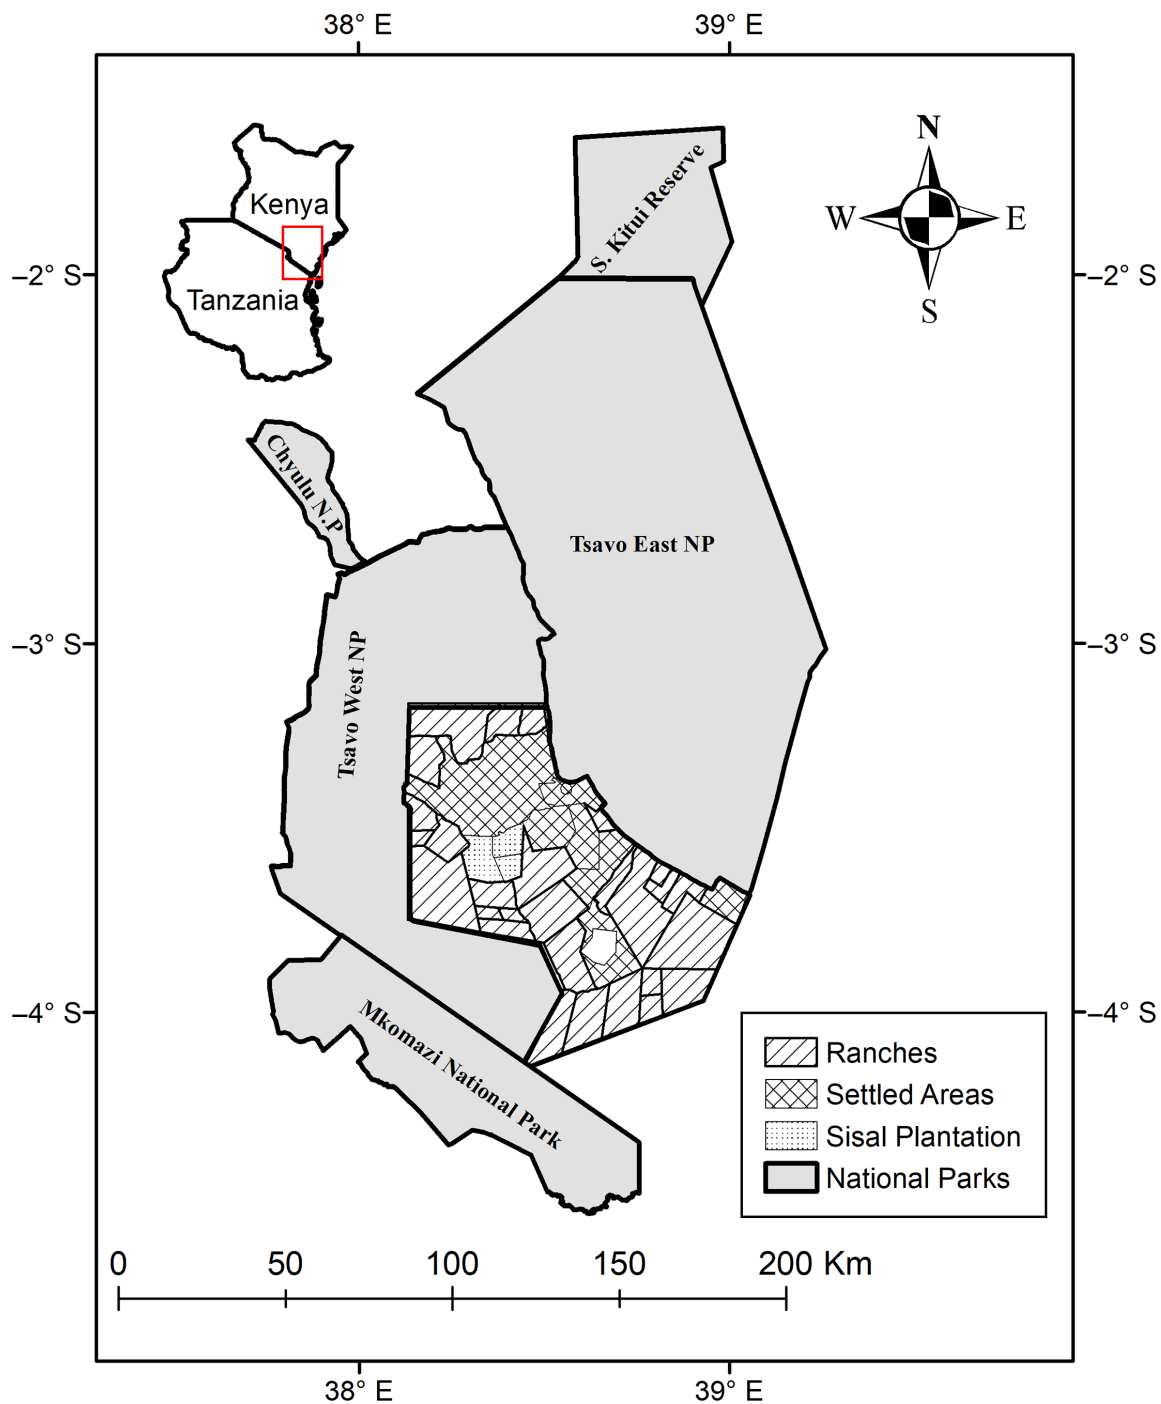 38° E
39° E
N
W
E
S
Kenya
Tanzania
S. Kitui Reserve
–2° S
–2° S
Chyulu N.P
Tsavo East NP
–3° S
–3° S
Tsavo West NP
–4° S
–4° S
Mkomazi National Park
Ranches
Settled Areas
Sisal Plantation
National Parks
0 50 100 150 200 Km
38° E
39° E